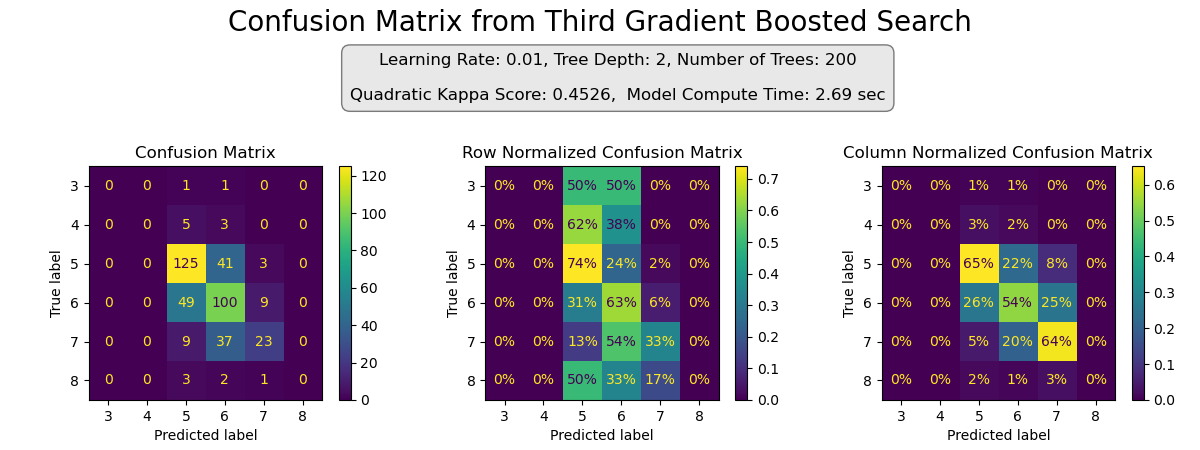 Confusion Matrix from Third Gradient Boosted Search
Learning Rate: 0.01, Tree Depth: 2, Number of Trees: 200
Quadratic Kappa Score: 0.4526,  Model Compute Time: 2.69 sec
Confusion Matrix
True label
3 0 0 1 1 0 0
4 0 0 5 3 0 0
5 0 0 125 41 3 0
6 0 0 49 100 9 0
7 0 0 9 37 23 0
8 0 0 3 2 1 0
3 4 5 6 7 8
Predicted label
120
100
80
60
40
20
0
Row Normalized Confusion Matrix
True label
3 0% 0% 50% 50% 0% 0%
4 0% 0% 62% 38% 0% 0%
5 0% 0% 74% 24% 2% 0%
6 0% 0% 31% 63% 6% 0%
7 0% 0% 13% 54% 33% 0%
8 0% 0% 50% 33% 17% 0%
3 4 5 6 7 8
Predicted label
0.7
0.6
0.5
0.4
0.3
0.2
0.1
0.0
Column Normalized Confusion Matrix
True label
3 0% 0% 1% 1% 0% 0%
4 0% 0% 3% 2% 0% 0%
5 0% 0% 65% 22% 8% 0%
6 0% 0% 26% 54% 25% 0%
7 0% 0% 5% 20% 64% 0%
8 0% 0% 2% 1% 3% 0%
3 4 5 6 7 8
Predicted label
0.6
0.5
0.4
0.3
0.2
0.1
0.0